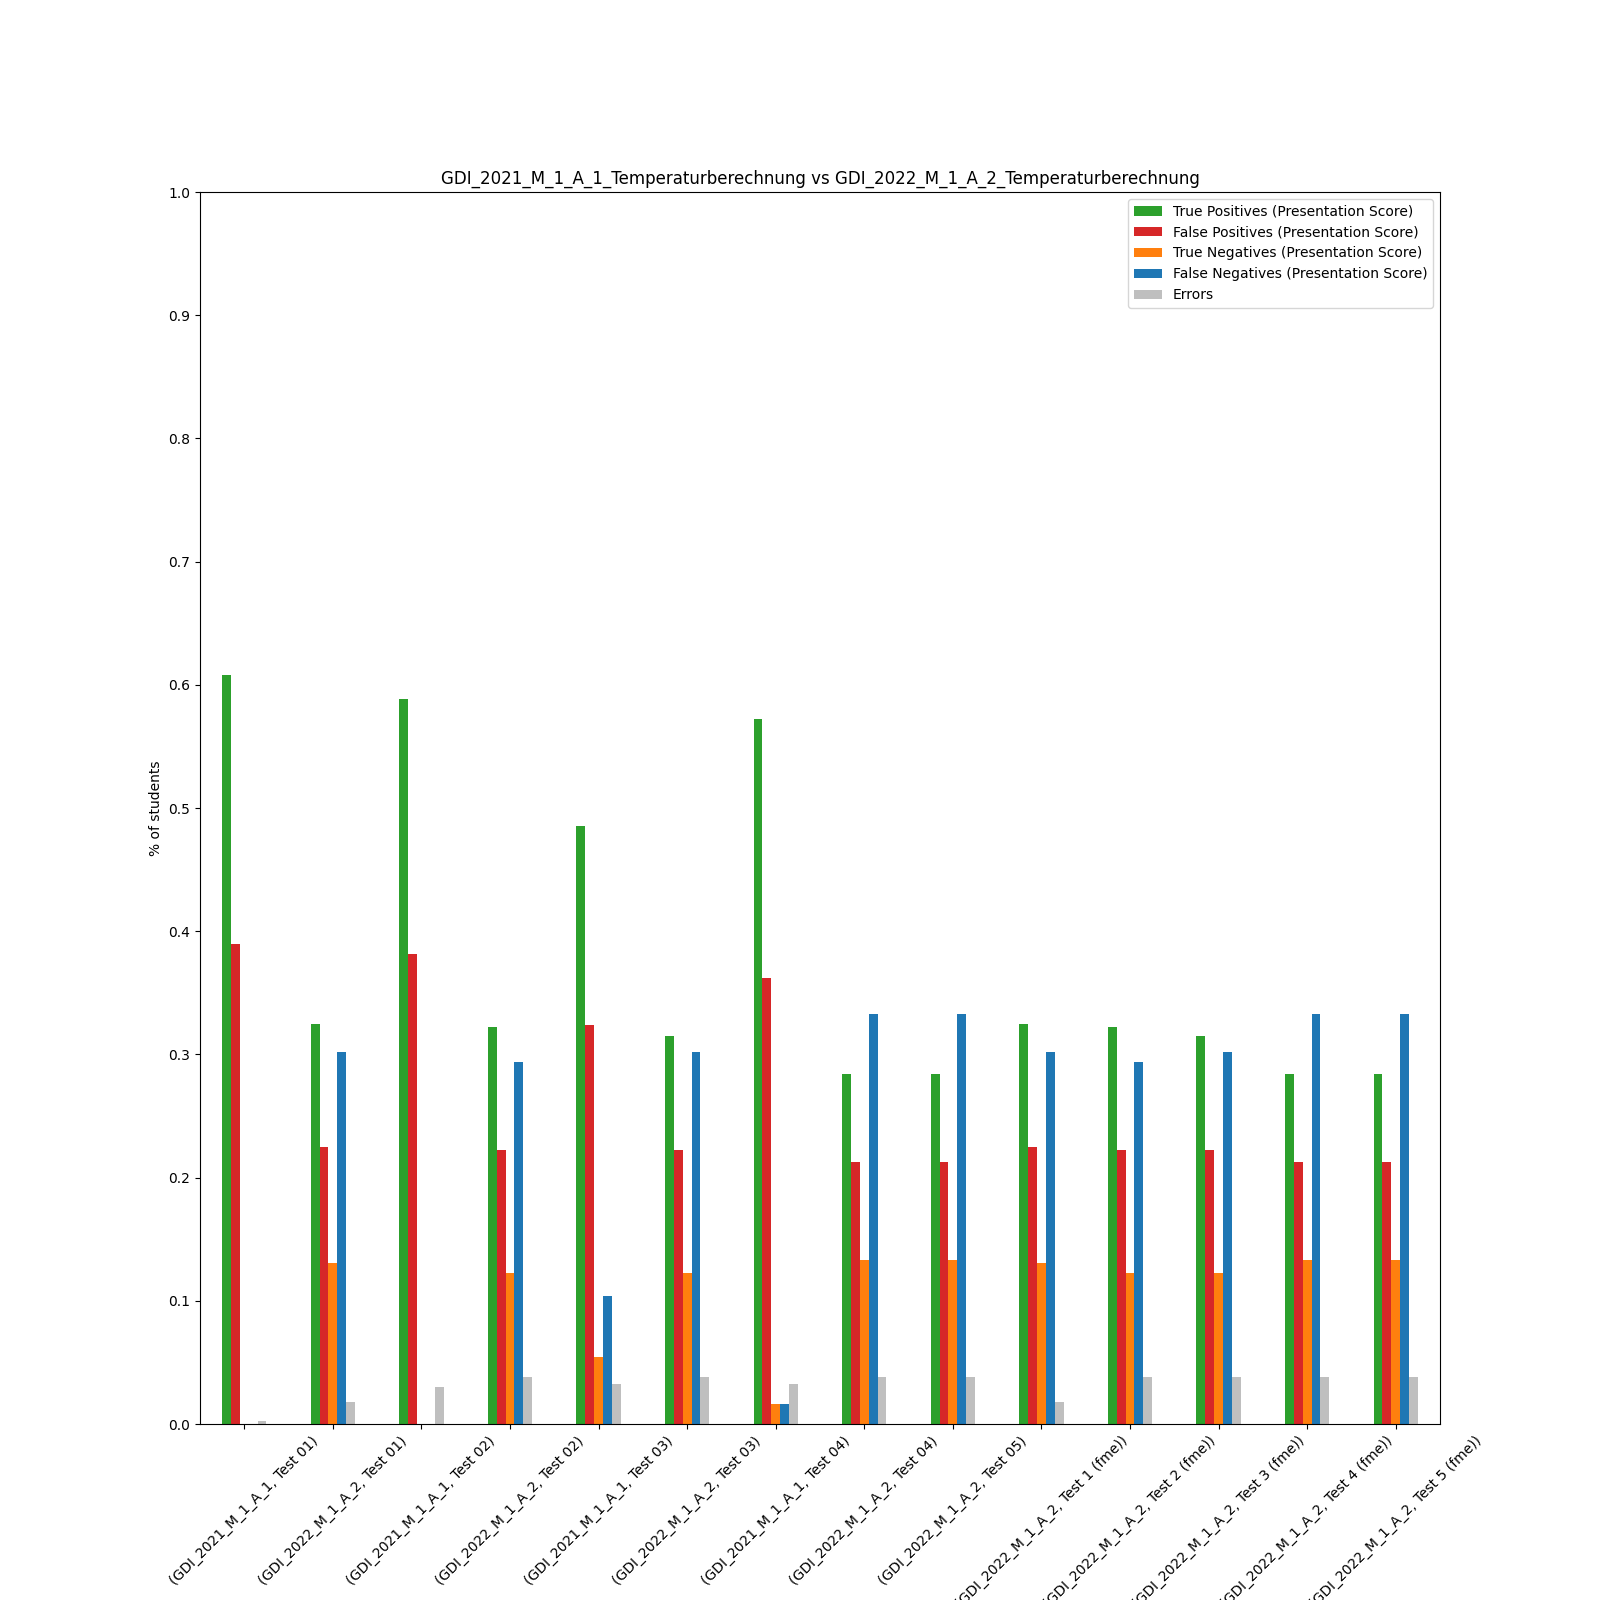 GDI_2021_M_1_A_1_Temperaturberechnung vs GDI_2022_M_1_A_2_Temperaturberechnung
True Positives (Presentation Score)
False Positives (Presentation Score)
True Negatives (Presentation Score)
False Negatives (Presentation Score)
Errors
% of students
1.0
0.9
0.8
0.7
0.6
0.5
0.4
0.3
0.2
0.1
0.0
(GDI_2021_M_1_A_1, Test 01)
(GDI_2022_M_1_A_2, Test 01)
(GDI_2021_M_1_A_1, Test 02)
(GDI_2022_M_1_A_2, Test 02)
(GDI_2021_M_1_A_1, Test 03)
(GDI_2022_M_1_A_2, Test 03)
(GDI_2021_M_1_A_1, Test 04)
(GDI_2022_M_1_A_2, Test 04)
(GDI_2022_M_1_A_2, Test 05)
(GDI_2022_M_1_A_2, Test 1 (fme))
(GDI_2022_M_1_A_2, Test 2 (fme))
(GDI_2022_M_1_A_2, Test 3 (fme))
(GDI_2022_M_1_A_2, Test 4 (fme))
(GDI_2022_M_1_A_2, Test 5 (fme))